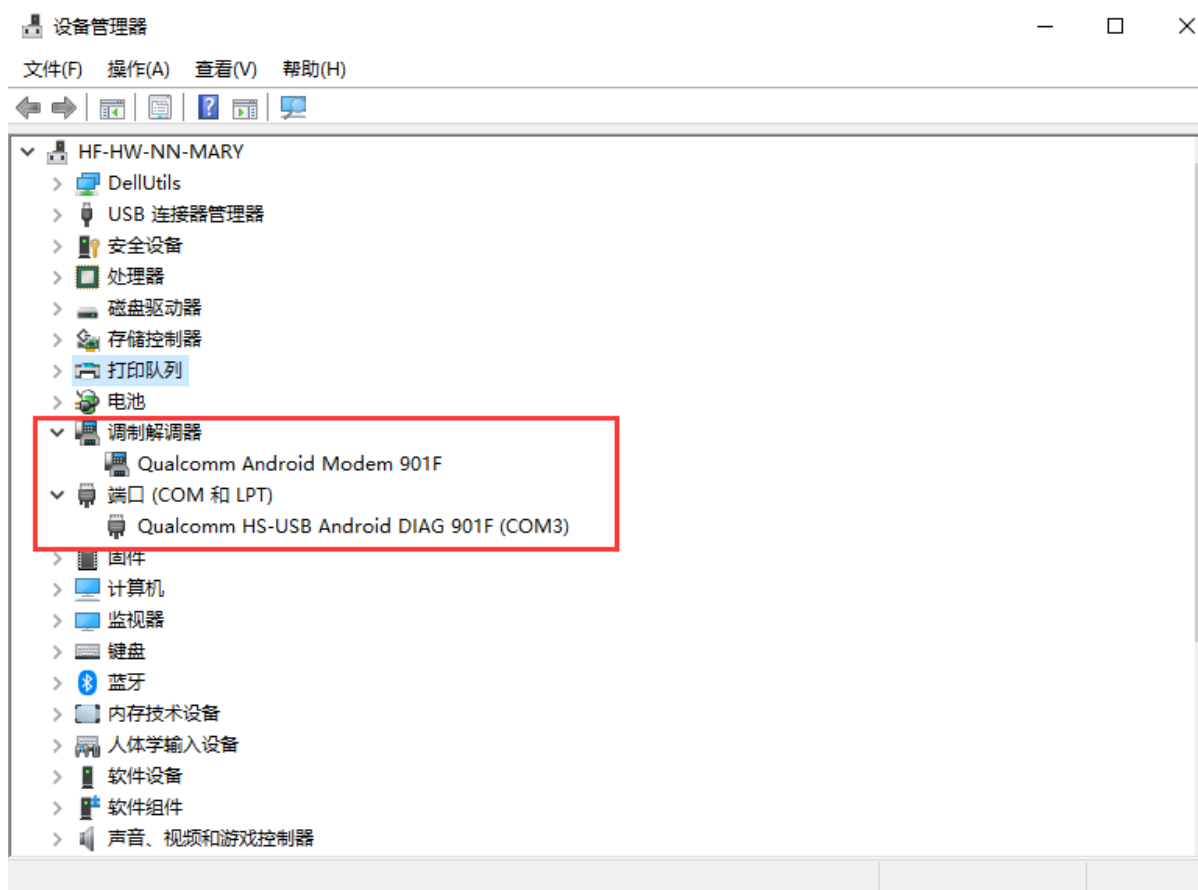 设备管理器
文件(F) 操作(A) 查看(V) 帮助(H)
HF-HW-NN-MARY
DellUtils
USB 连接器管理器
安全设备
处理器
磁盘驱动器
存储控制器
打印队列
电池
调制解调器
Qualcomm Android Modem 901F
端口 (COM 和 LPT)
Qualcomm HS-USB Android DIAG 901F (COM3)
固件
计算机
监视器
键盘
蓝牙
内存技术设备
人体学输入设备
软件设备
软件组件
声音、视频和游戏控制器